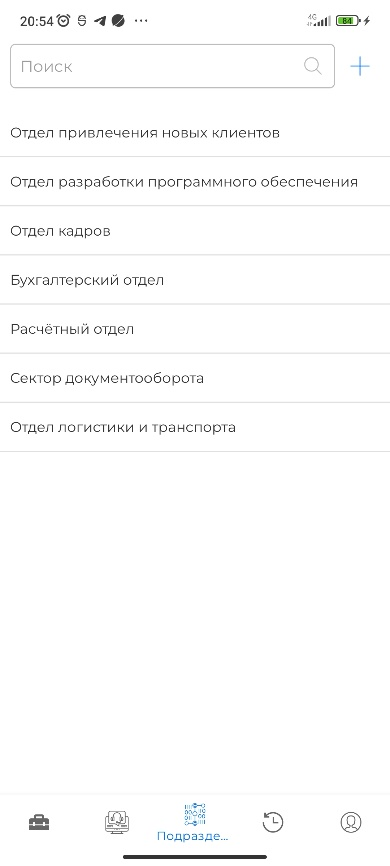 20:54
4G
84
Поиск
Отдел привлечения новых клиентов
Отдел разработки программного обеспечения
Отдел кадров
Бухгалтерский отдел
Расчётный отдел
Сектор документооборота
Отдел логистики и транспорта
Подразде...